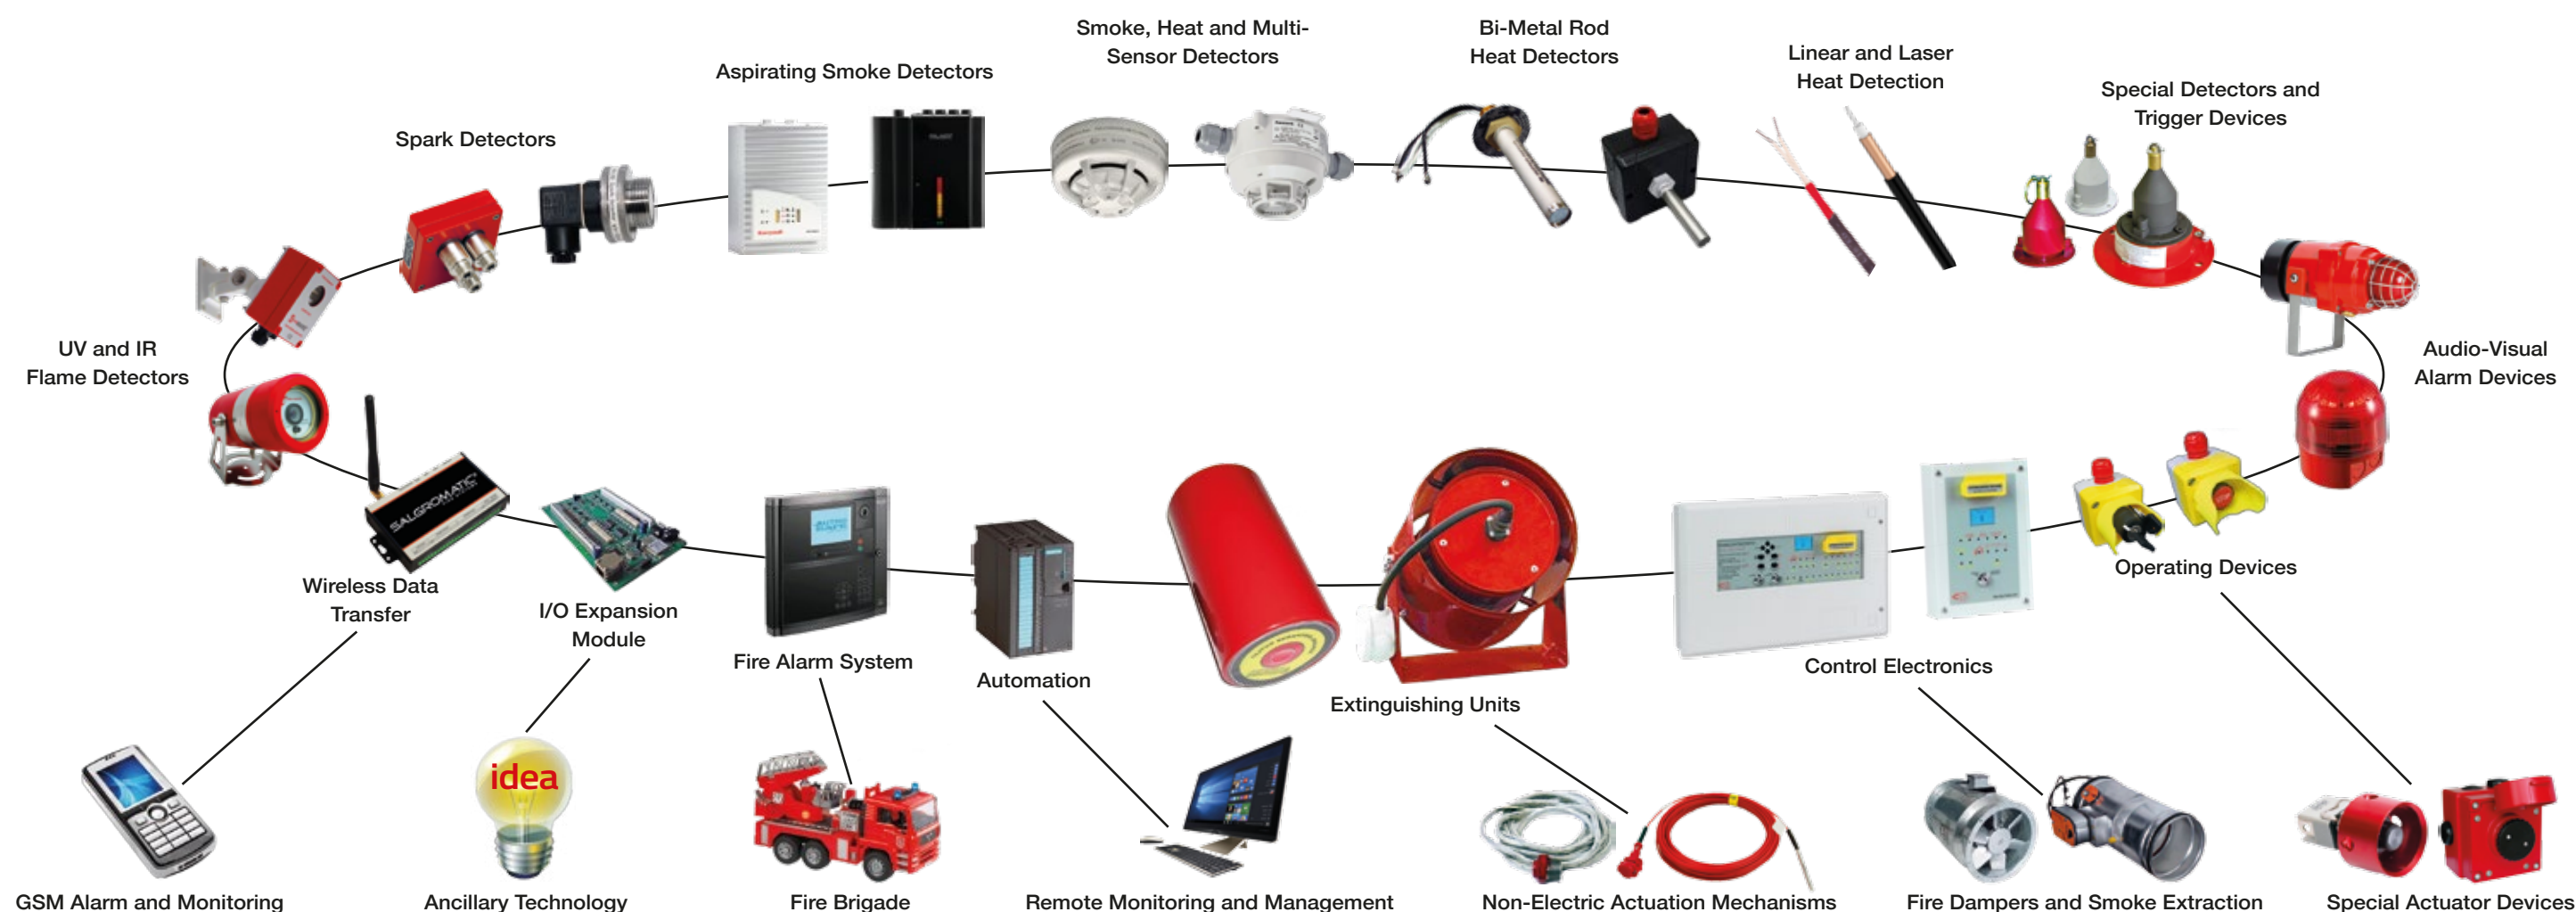 Smoke, Heat and Multi-
Sensor Detectors
Bi-Metal Rod
Heat Detectors
Linear and Laser
Heat Detection
Aspirating Smoke Detectors
Special Detectors and
Trigger Devices
Spark Detectors
UV and IR
Flame Detectors
Audio-Visual
Alarm Devices
SALGROMATIC
Wireless Data
Transfer
I/O Expansion
Module
Fire Alarm System
Automation
Extinguishing Units
Control Electronics
Operating Devices
idea
GSM Alarm and Monitoring
Ancillary Technology
Fire Brigade
Remote Monitoring and Management
Non-Electric Actuation Mechanisms
Fire Dampers and Smoke Extraction
Special Actuator Devices